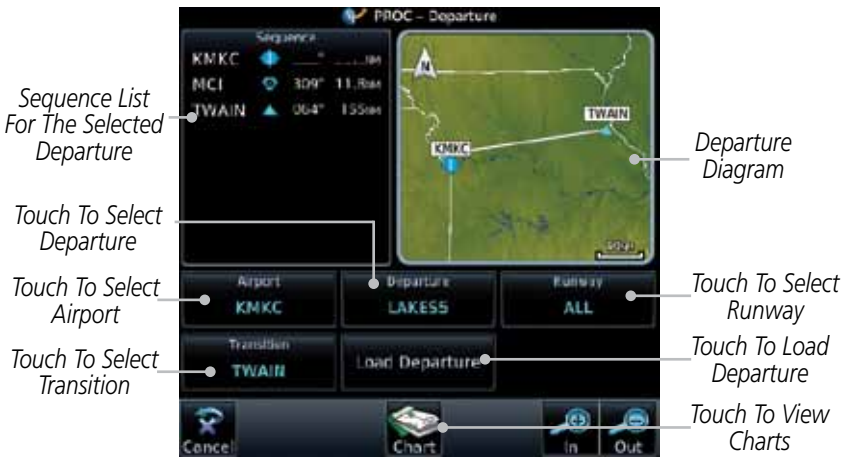 PROC – Departure
Sequence
KMKC __° __NM
MCI 309° 11.8NM
TWAIN 064° 155NM
Sequence List
For The Selected
Departure
N
TWAIN
KMKC
Departure
Diagram
Touch To Select
Departure
Touch To Select
Airport
Airport
KMKC
Departure
LAKES5
Runway
ALL
Touch To Select
Runway
Touch To Select
Transition
Transition
TWAIN
Load Departure
Touch To Load
Departure
Cancel
Chart
In
Out
Touch To View
Charts